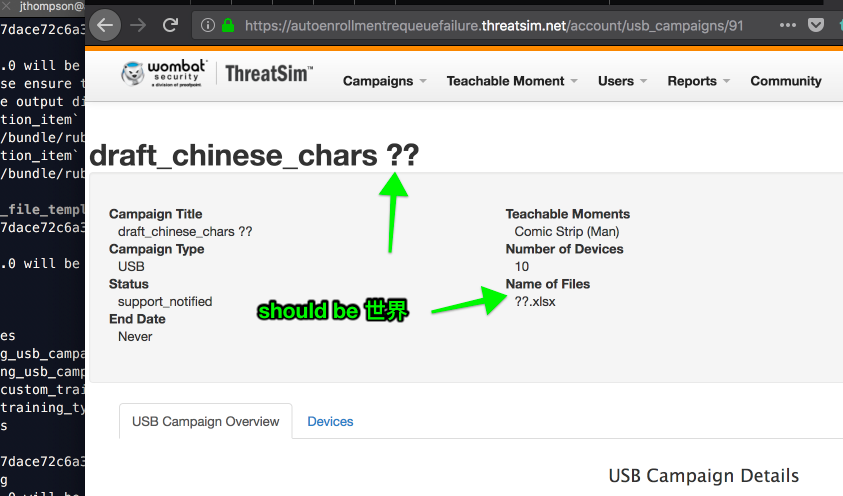 jthompson@
7dace72c6a3
.0 will be
se ensure t
e output di
tion_item`
/bundle/rub
tion_item`
/bundle/rub
_file_templ
7dace72c6a3
.0 will be
es
g_usb_campa
ng_usb_campa
custom_trai
training_ty
s
7dace72c6a3
g
.0 will be
https://autoenrollmentrequeuefailure.threatsim.net/account/usb_campaigns/91
wombat security a division of proofpoint ThreatSim™
Campaigns Teachable Moment Users Reports Community
draft_chinese_chars ??
Campaign Title
draft_chinese_chars ??
Campaign Type
USB
Status
support_notified
End Date
Never
Teachable Moments
Comic Strip (Man)
Number of Devices
10
Name of Files
??.xlsx
should be 世界
USB Campaign Overview Devices
USB Campaign Details